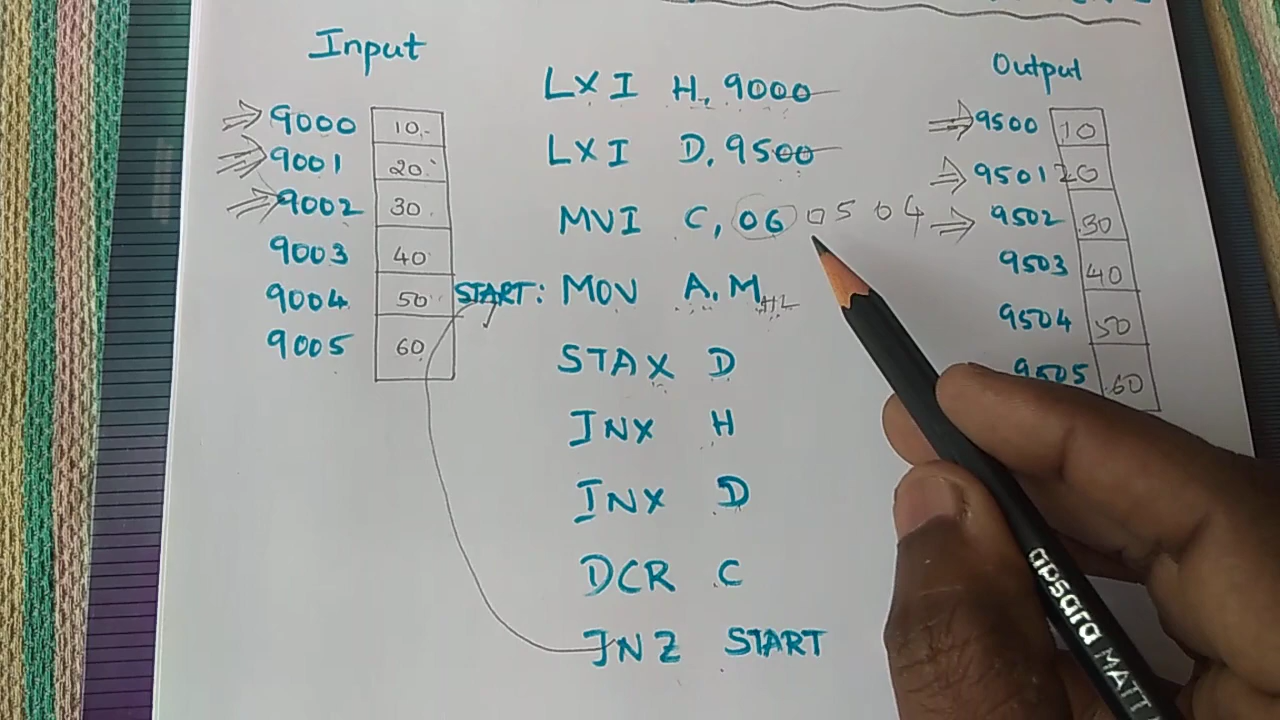 Input
9000 10
9001 20
9002 30
9003 40
9004 50
9005 60
LXI H, 9000
LXI D, 9500
MVI C, 06 05 04
START: MOV A, M HL
STAX D
INX H
INX D
DCR C
JNZ START
Output
9500 10
9501 20
9502 30
9503 40
9504 50
9505 60
apsara MATT